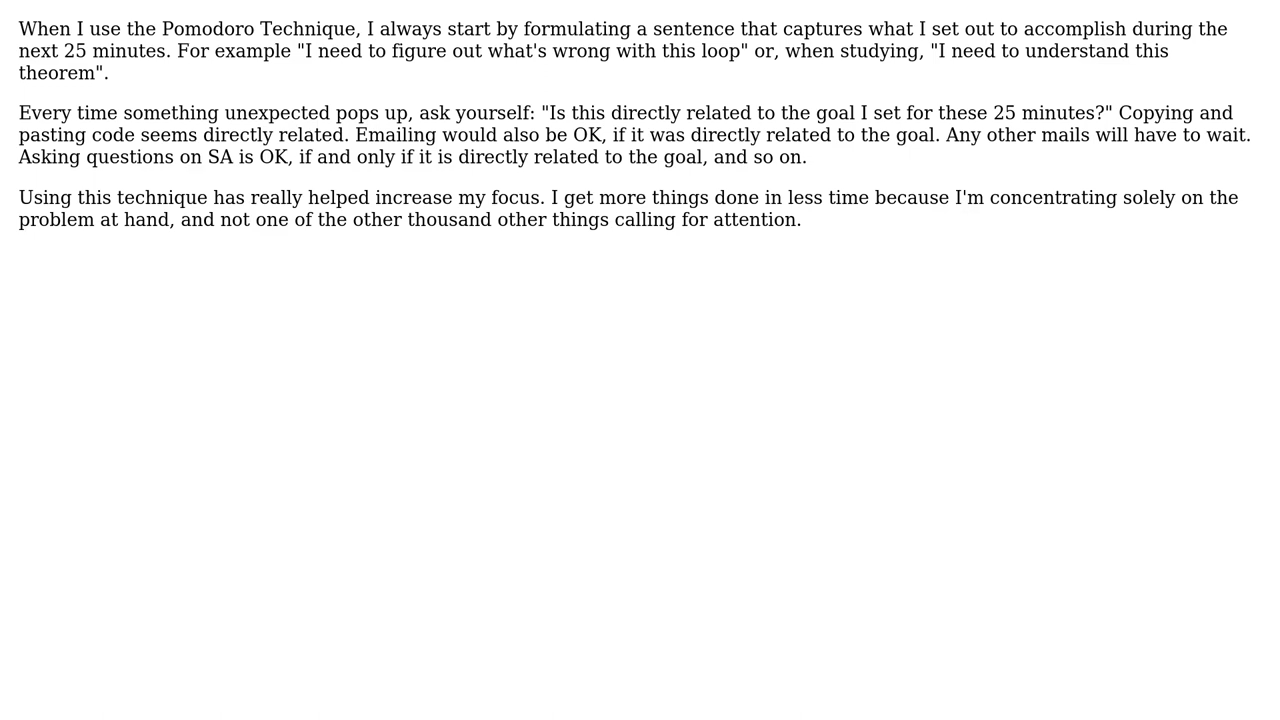 When I use the Pomodoro Technique, I always start by formulating a sentence that captures what I set out to accomplish during the
next 25 minutes. For example "I need to figure out what's wrong with this loop" or, when studying, "I need to understand this
theorem".
Every time something unexpected pops up, ask yourself: "Is this directly related to the goal I set for these 25 minutes?" Copying and
pasting code seems directly related. Emailing would also be OK, if it was directly related to the goal. Any other mails will have to wait.
Asking questions on SA is OK, if and only if it is directly related to the goal, and so on.
Using this technique has really helped increase my focus. I get more things done in less time because I'm concentrating solely on the
problem at hand, and not one of the other thousand other things calling for attention.